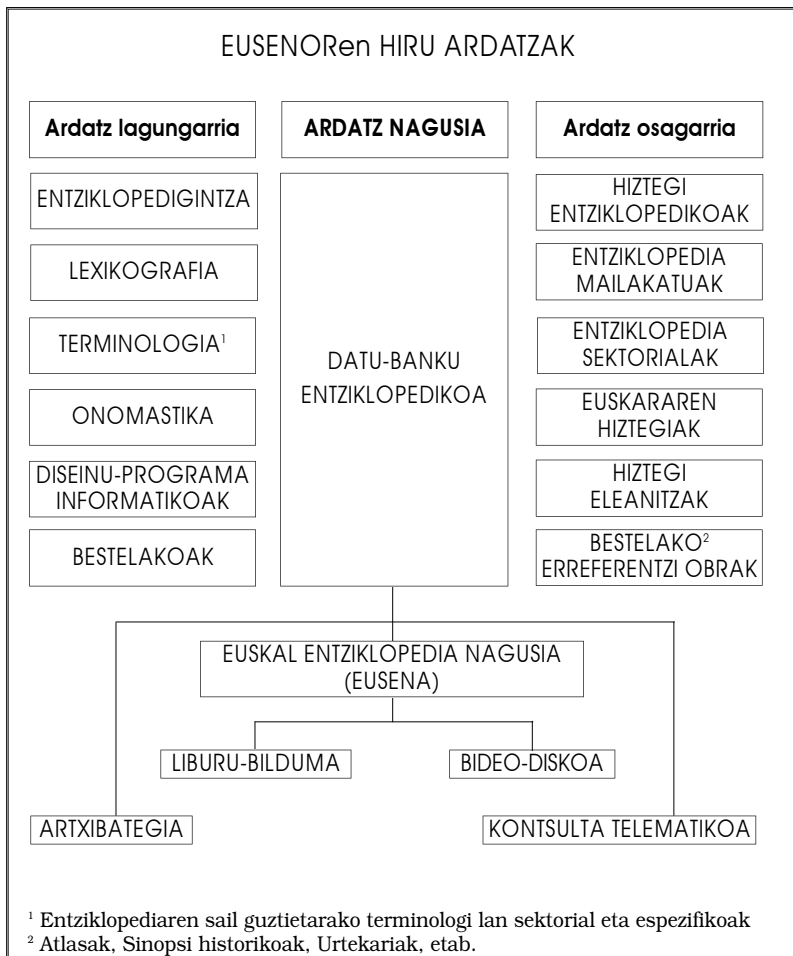 EUSENORen HIRU ARDATZAK
Ardatz lagungarria
ENTZIKLOPEDIGINTZA
LEXIKOGRAFIA
TERMINOLOGIA¹
ONOMASTIKA
DISEINU-PROGRAMA
INFORMATIKOAK
BESTELAKOAK
ARDATZ NAGUSIA
DATU-BANKU
ENTZIKLOPEDIKOA
Ardatz osagarria
HIZTEGI
ENTZIKLOPEDIKOAK
ENTZIKLOPEDIA
MAILAKATUAK
ENTZIKLOPEDIA
SEKTORIALAK
EUSKARAREN
HIZTEGIAK
HIZTEGI
ELEANITZAK
BESTELAKO²
ERREFERENTZI OBRAK
EUSKAL ENTZIKLOPEDIA NAGUSIA
(EUSENA)
LIBURU-BILDUMA
BIDEO-DISKOA
ARTXIBATEGIA
KONTSULTA TELEMATIKOA
¹ Entziklopediaren sail guztietarako terminologi lan sektorial eta espezifikoak
² Atlasak, Sinopsi historikoak, Urtekariak, etab.